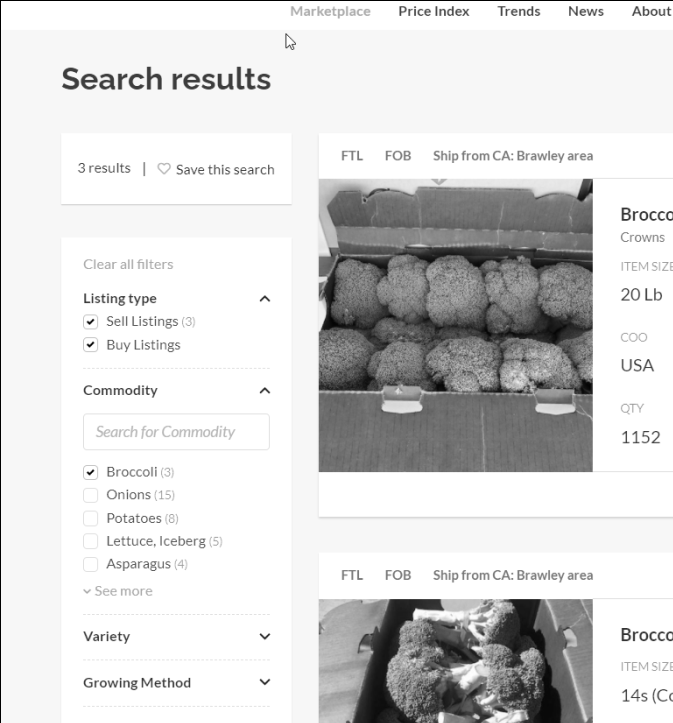 Marketplace Price Index Trends News About
Search results
3 results | Save this search
Clear all filters
Listing type
Sell Listings (3)
Buy Listings
Commodity
Search for Commodity
Broccoli (3)
Onions (15)
Potatoes (8)
Lettuce, Iceberg (5)
Asparagus (4)
See more
Variety
Growing Method
FTL FOB Ship from CA: Brawley area
Brocco
Crowns
ITEM SIZE
20 Lb
COO
USA
QTY
1152
FTL FOB Ship from CA: Brawley area
Brocco
ITEM SIZE
14s (Co